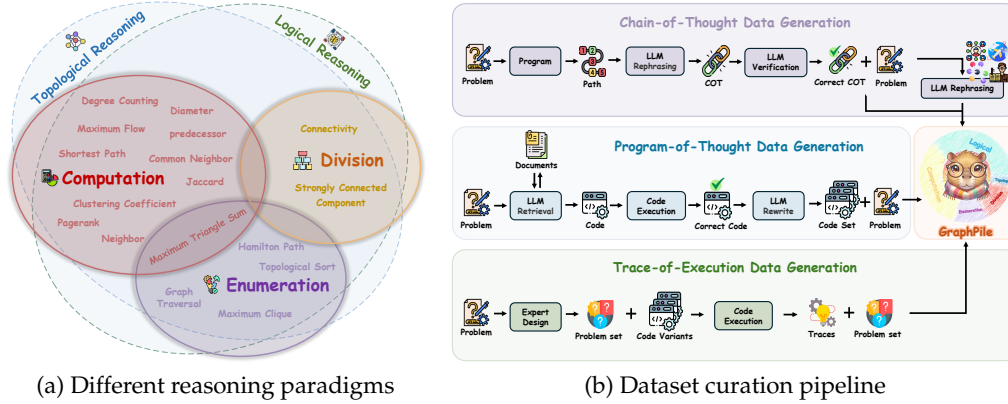 Topological Reasoning
Logical Reasoning
Degree Counting
Diameter
Maximum Flow
predecessor
Shortest Path
Common Neighbor
Computation
Jaccard
Clustering Coefficient
Pagerank
Neighbor
Maximum Triangle Sum
Connectivity
Division
Strongly Connected
Component
Hamilton Path
Topological Sort
Enumeration
Graph
Traversal
Maximum Clique
(a) Different reasoning paradigms
Chain-of-Thought Data Generation
Problem
Program
Path
LLM
Rephrasing
COT
LLM
Verification
Correct COT
+
Problem
LLM Rephrasing
Program-of-Thought Data Generation
Documents
Problem
LLM
Retrieval
Code
Code
Execution
Correct Code
LLM
Rewrite
Code Set
+
Problem
Logical
Enumeration
Division
GraphPile
Trace-of-Execution Data Generation
Problem
Expert
Design
Problem set
+
Code Variants
Code
Execution
Traces
+
Problem set
(b) Dataset curation pipeline